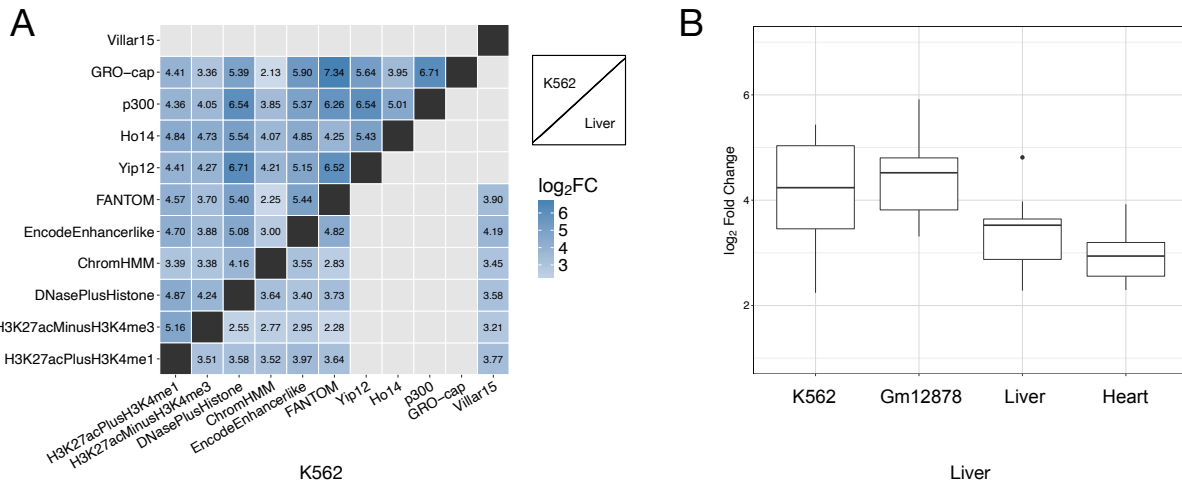 A
Villar15
GRO-cap 4.41 3.36 5.39 2.13 5.90 7.34 5.64 3.95 6.71
p300 4.36 4.05 6.54 3.85 5.37 6.26 6.54 5.01
Ho14 4.84 4.73 5.54 4.07 4.85 4.25 5.43
Yip12 4.41 4.27 6.71 4.21 5.15 6.52
FANTOM 4.57 3.70 5.40 2.25 5.44 3.90
EncodeEnhancerlike 4.70 3.88 5.08 3.00 4.82 4.19
ChromHMM 3.39 3.38 4.16 3.55 2.83 3.45
DNasePlusHistone 4.87 4.24 3.64 3.40 3.73 3.58
H3K27acMinusH3K4me3 5.16 2.55 2.77 2.95 2.28 3.21
H3K27acPlusH3K4me1 3.51 3.58 3.52 3.97 3.64 3.77
H3K27acPlusH3K4me1
H3K27acMinusH3K4me3
DNasePlusHistone
ChromHMM
EncodeEnhancerlike
FANTOM
Yip12
Ho14
p300
GRO-cap
Villar15
K562
Liver
log2FC
6
5
4
3
K562
B
log2 Fold Change
6
4
2
K562 Gm12878 Liver Heart
Liver